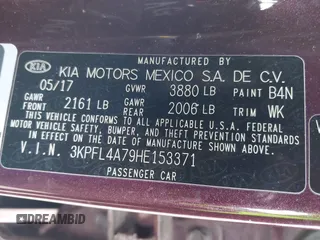 MANUFACTURED BY
KIA KIA MOTORS MEXICO S.A. DE C.V.
05/17 GVWR 3880 LB PAINT B4N
GAWR FRONT 2161 LB GAWR REAR 2006 LB TRIM WK
THIS VEHICLE CONFORMS TO ALL APPLICABLE U.S.A. FEDERAL MOTOR VEHICLE
SAFETY, BUMPER, AND THEFT PREVENTION STANDARDS IN EFFECT ON
THE DATE OF MANUFACTURE SHOWN ABOVE.
V.I.N. 3KPFL4A79HE153371
PASSENGER CAR
DREAMBID